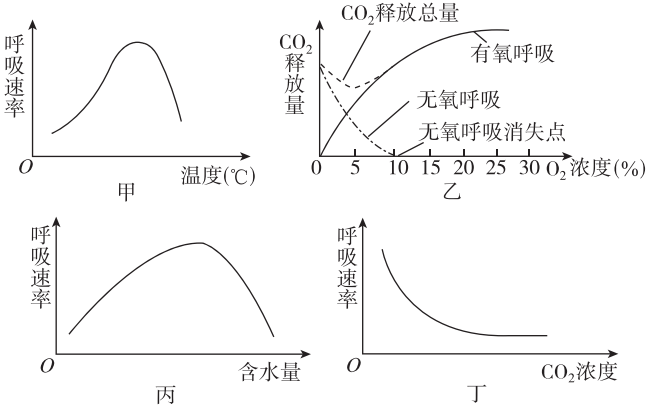 呼吸速率
O
温度(℃)
甲
CO₂释放量
CO₂释放总量
有氧呼吸
无氧呼吸
无氧呼吸消失点
0 5 10 15 20 25 30 O₂浓度(%)
乙
呼吸速率
O
含水量
丙
呼吸速率
O
CO₂浓度
丁